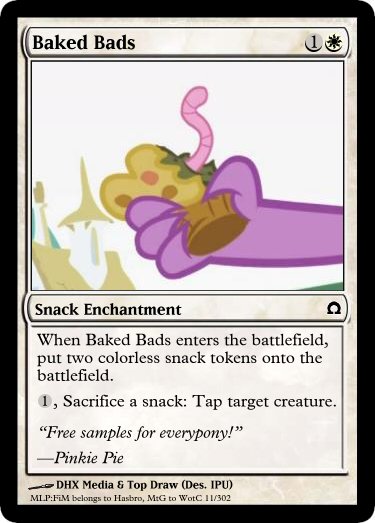 Baked Bads 1
Snack Enchantment
When Baked Bads enters the battlefield,
put two colorless snack tokens onto the
battlefield.
1, Sacrifice a snack: Tap target creature.
“Free samples for everypony!”
—Pinkie Pie
DHX Media & Top Draw (Des. IPU)
MLP:FiM belongs to Hasbro, MtG to WotC 11/302